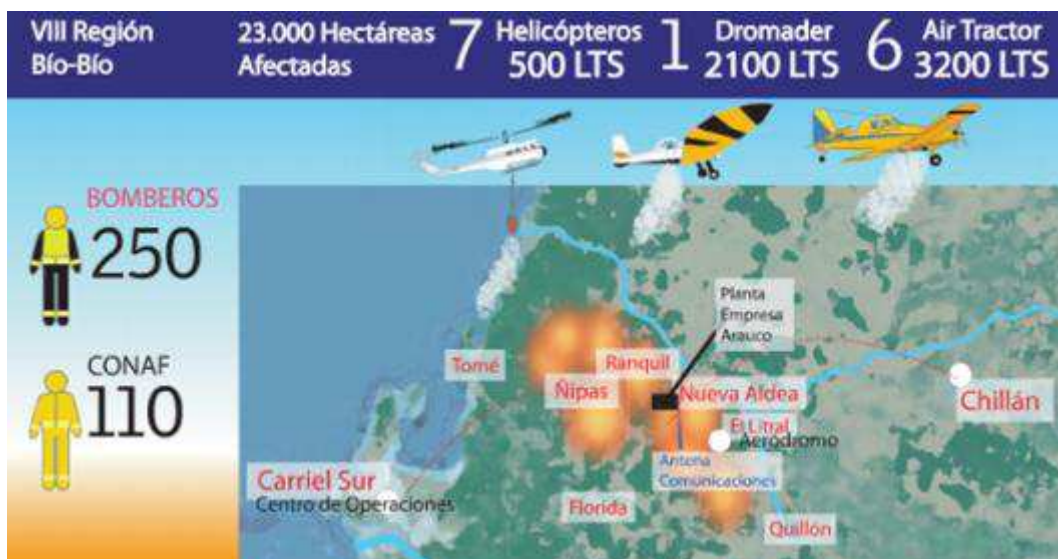 VIII Región
Bío-Bío
23.000 Hectáreas
Afectadas
7
Helicópteros
500 LTS
1
Dromader
2100 LTS
6
Air Tractor
3200 LTS
BOMBEROS
250
CONAF
110
Planta
Empresa
Arauco
Tomé
Ranquil
Ñipas
Nueva Aldea
Chillán
El Litral
Aeródromo
Antena
Comunicaciones
Carriel Sur
Centro de Operaciones
Florida
Quillón